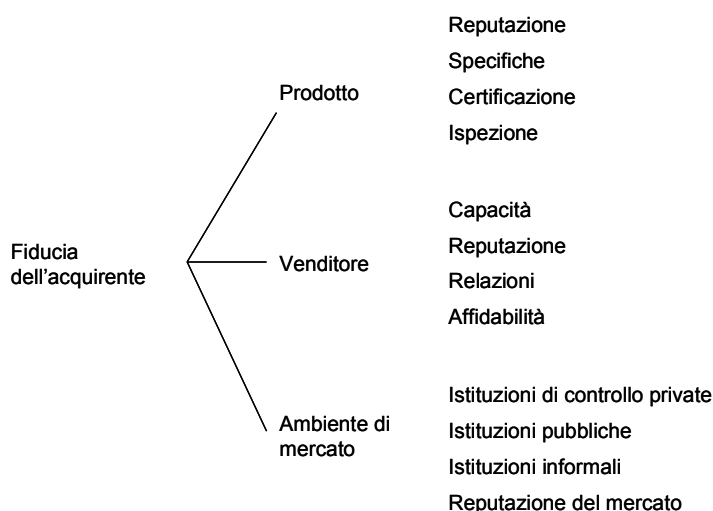 Reputazione
Specifiche
Prodotto
Certificazione
Ispezione
Capacità
Fiducia
dell'acquirente
Venditore
Reputazione
Relazioni
Affidabilità
Ambiente di
mercato
Istituzioni di controllo private
Istituzioni pubbliche
Istituzioni informali
Reputazione del mercato